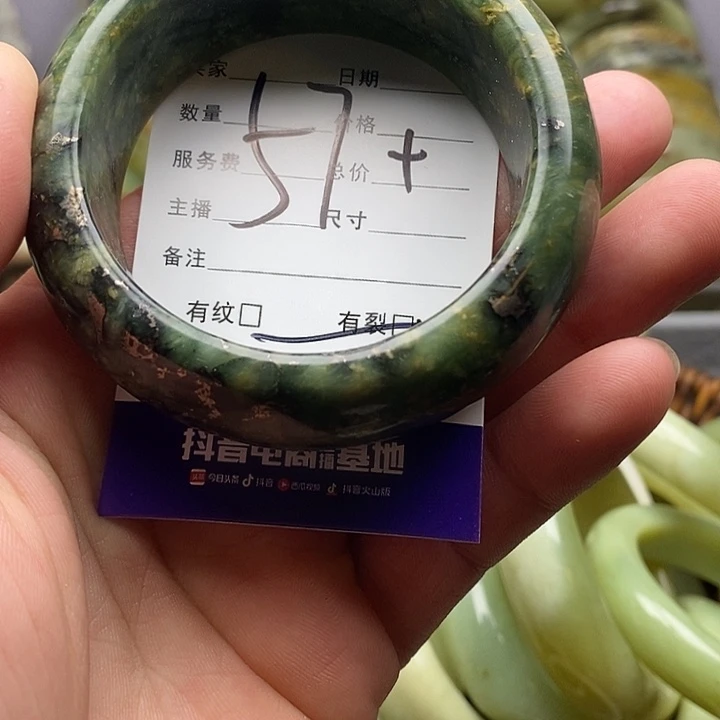 买家 日期
数量 价格
服务费 总价
主播 尺寸
57+
备注
有纹□ 有裂□
抖音电商直播基地
今日头条 抖音 西瓜视频 抖音火山版